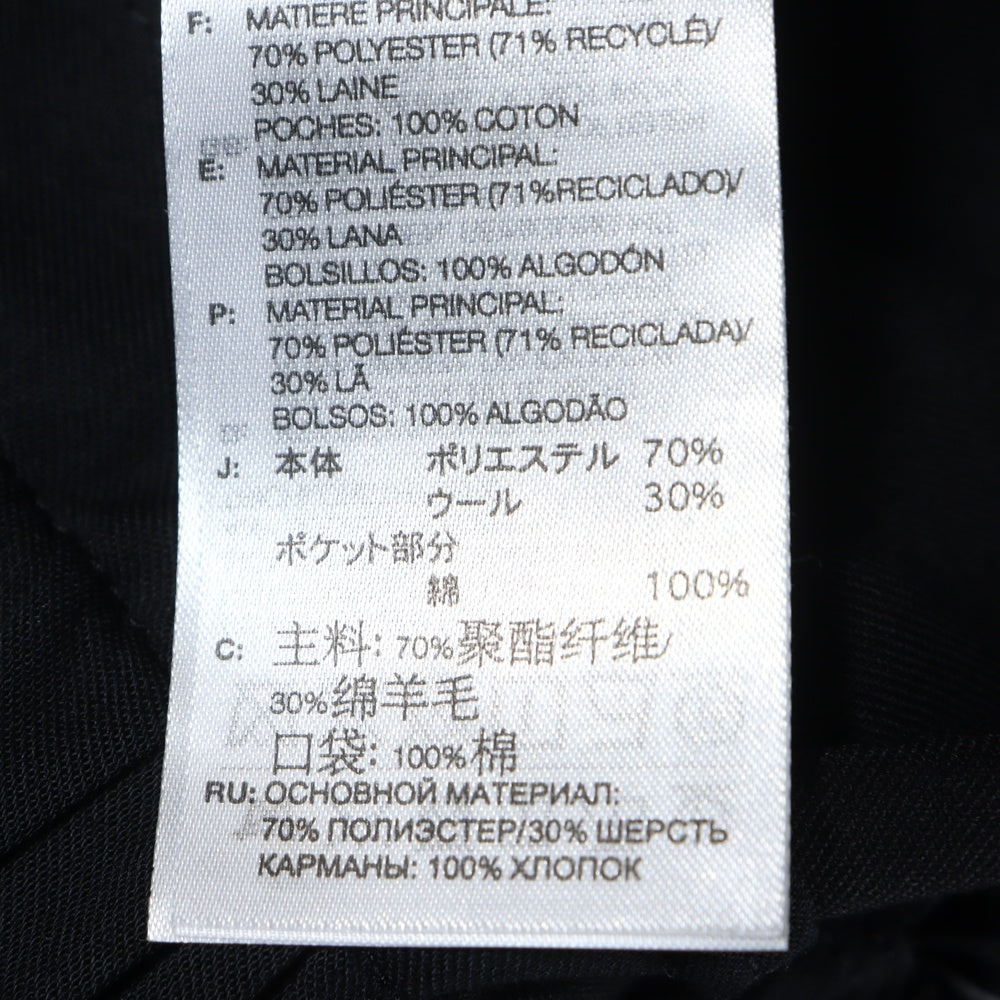 F: MATIERE PRINCIPALE:
70% POLYESTER (71% RECYCLÉ)/
30% LAINE
POCHES: 100% COTON
E: MATERIAL PRINCIPAL:
70% POLIÉSTER (71%RECICLADO)/
30% LANA
BOLSILLOS: 100% ALGODÓN
P: MATERIAL PRINCIPAL:
70% POLIÉSTER (71% RECICLADA)/
30% LÃ
BOLSOS: 100% ALGODÃO
J: 本体 ポリエステル 70%
ウール 30%
ポケット部分
綿 100%
C: 主料: 70%聚酯纤维/
30%绵羊毛
口袋: 100%棉
RU: ОСНОВНОЙ МАТЕРИАЛ:
70% ПОЛИЭСТЕР/30% ШЕРСТЬ
КАРМАНЫ: 100% ХЛОПОК